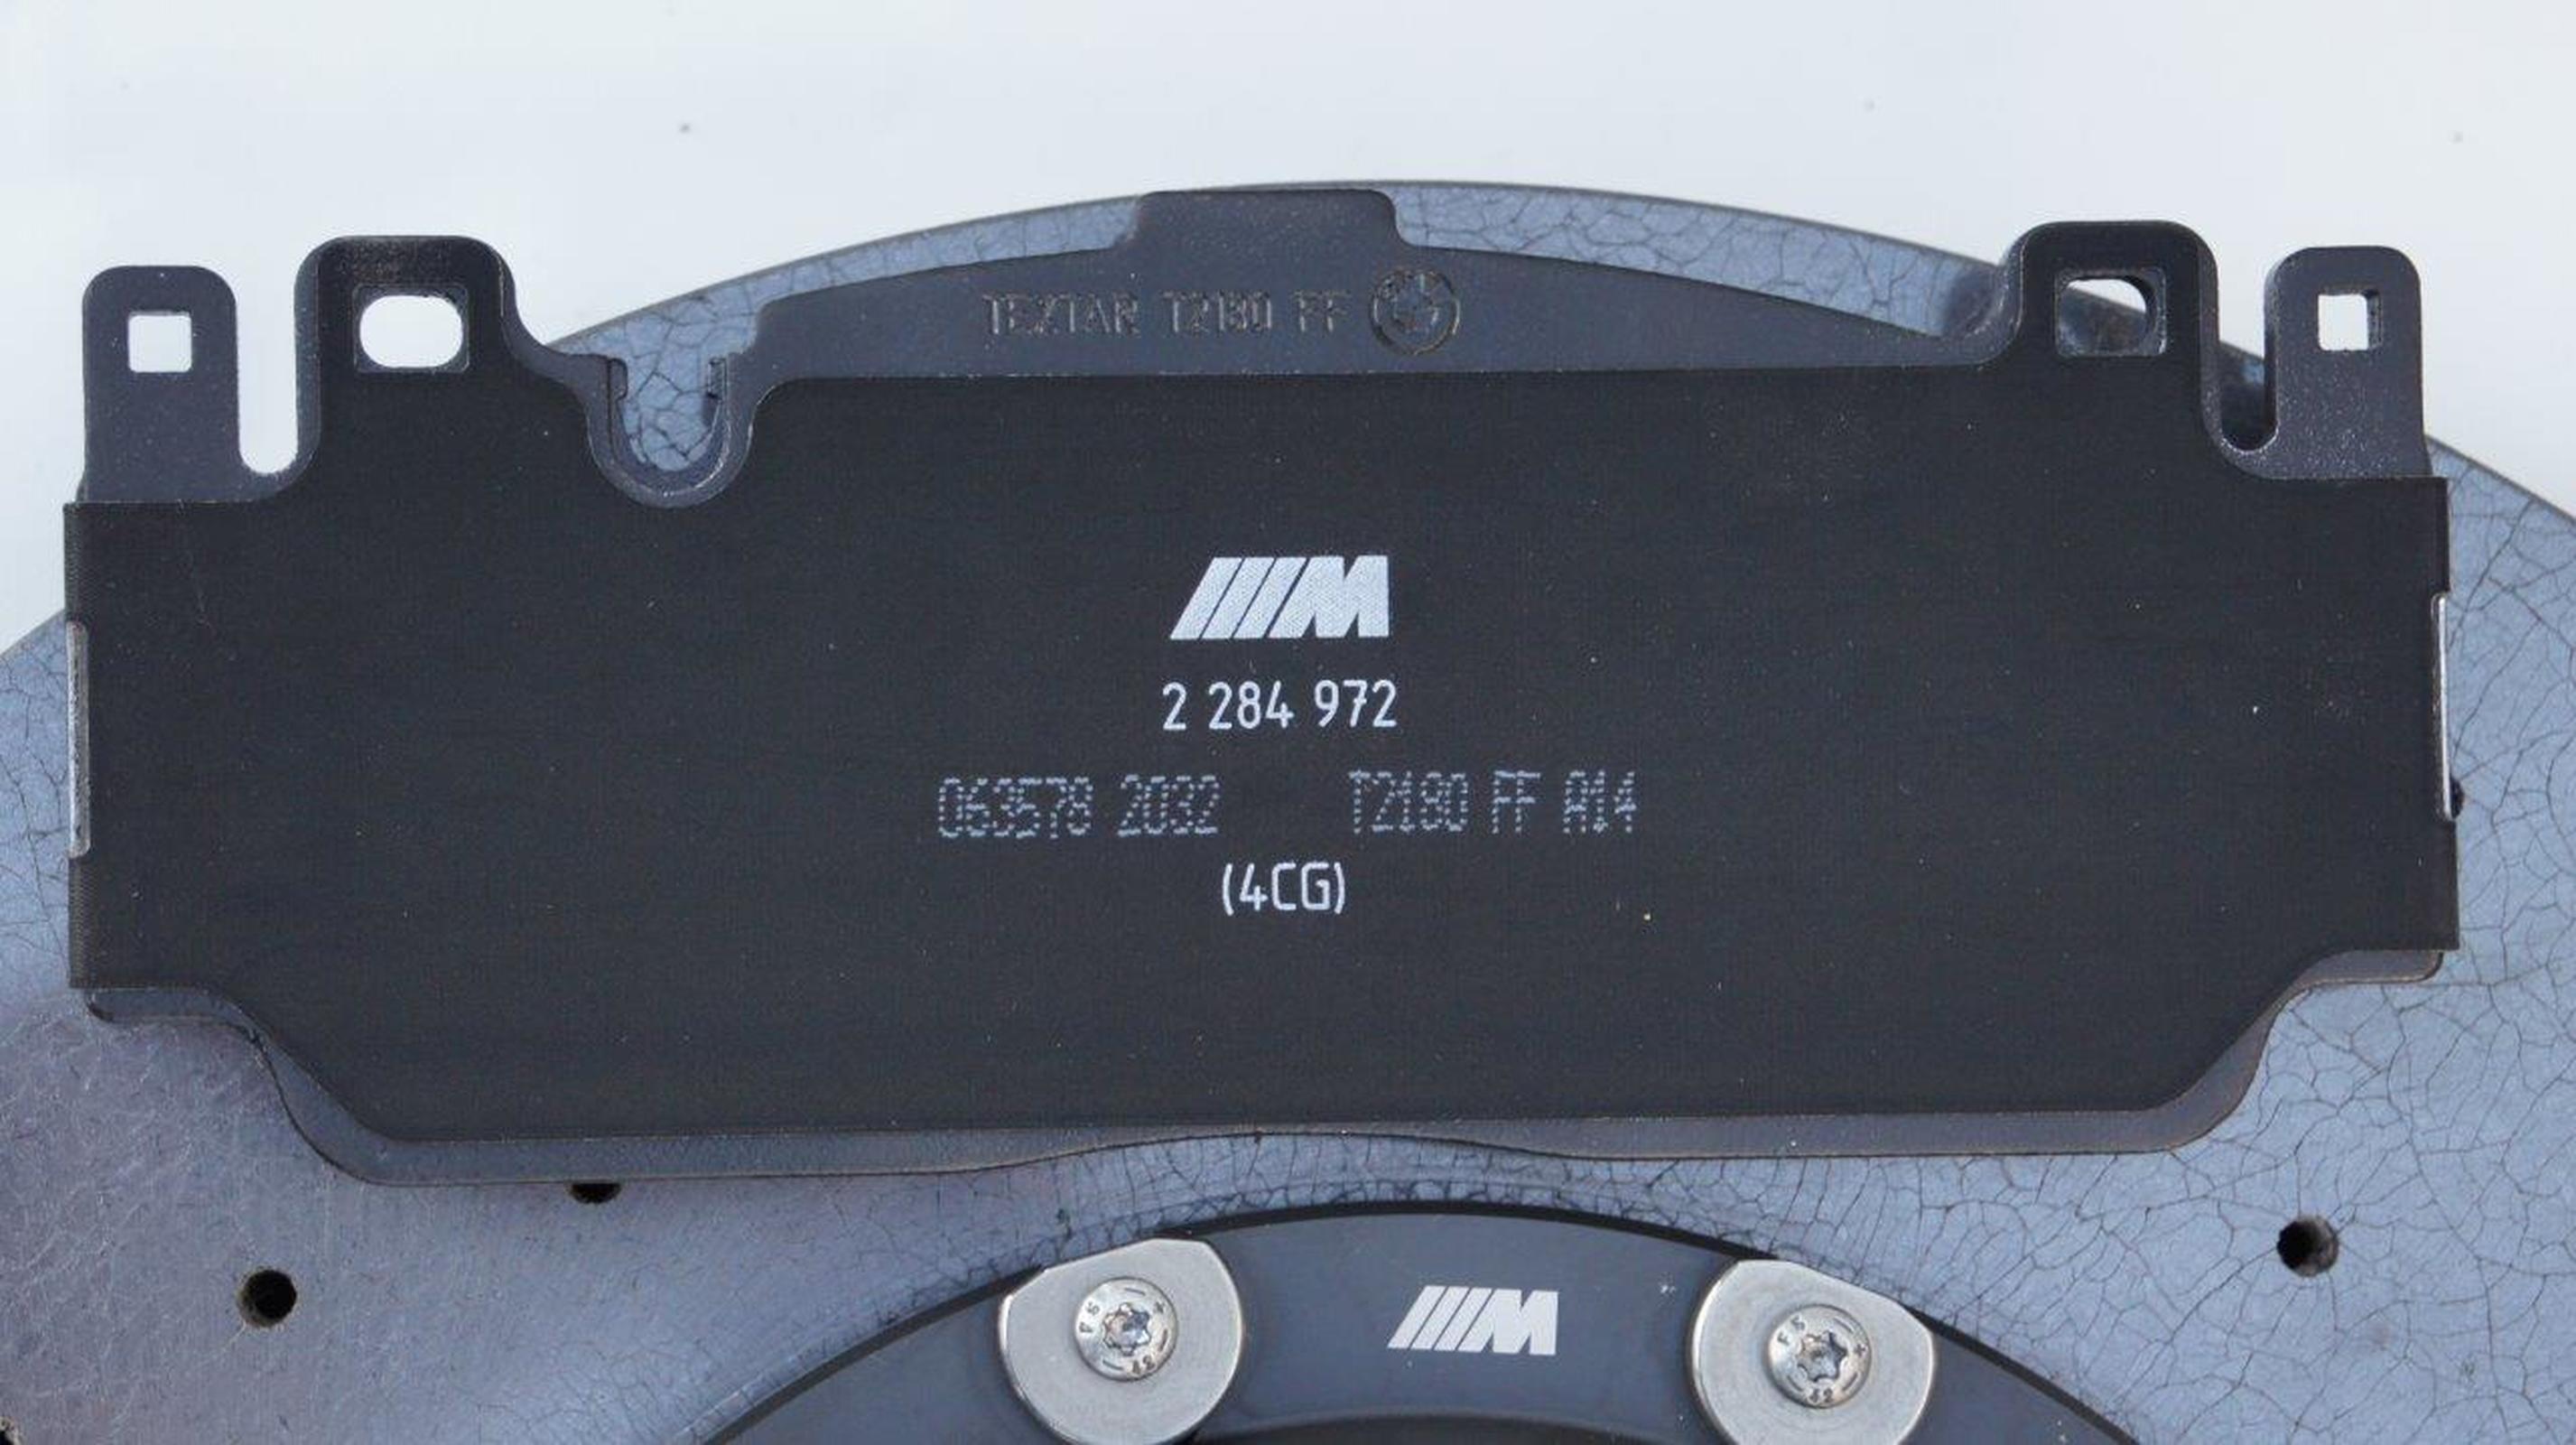 TEXTAR T2180 FF
M
2 284 972
063578 2032 T2180 FF A14
(4CG)
M